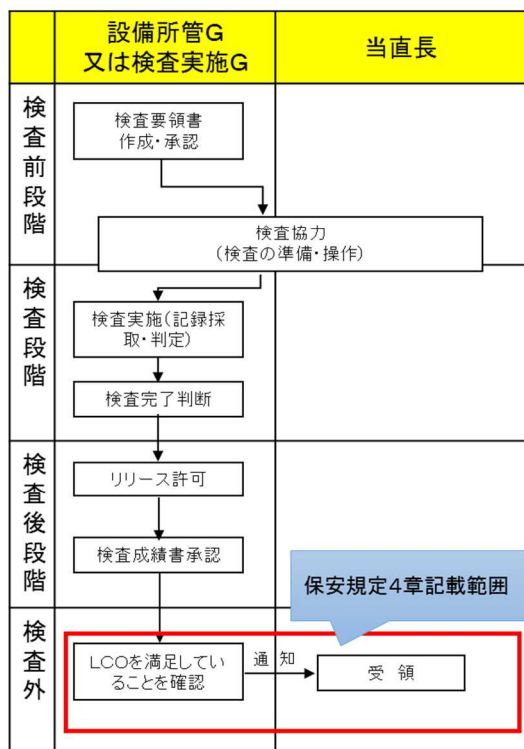 設備所管G
又は検査実施G
当直長
検査前段階
検査要領書
作成・承認
検査協力
(検査の準備・操作)
検査段階
検査実施(記録採
取・判定)
検査完了判断
検査後段階
リリース許可
検査成績書承認
保安規定4章記載範囲
検査外
LCOを満足してい
ることを確認
通 知
受 領